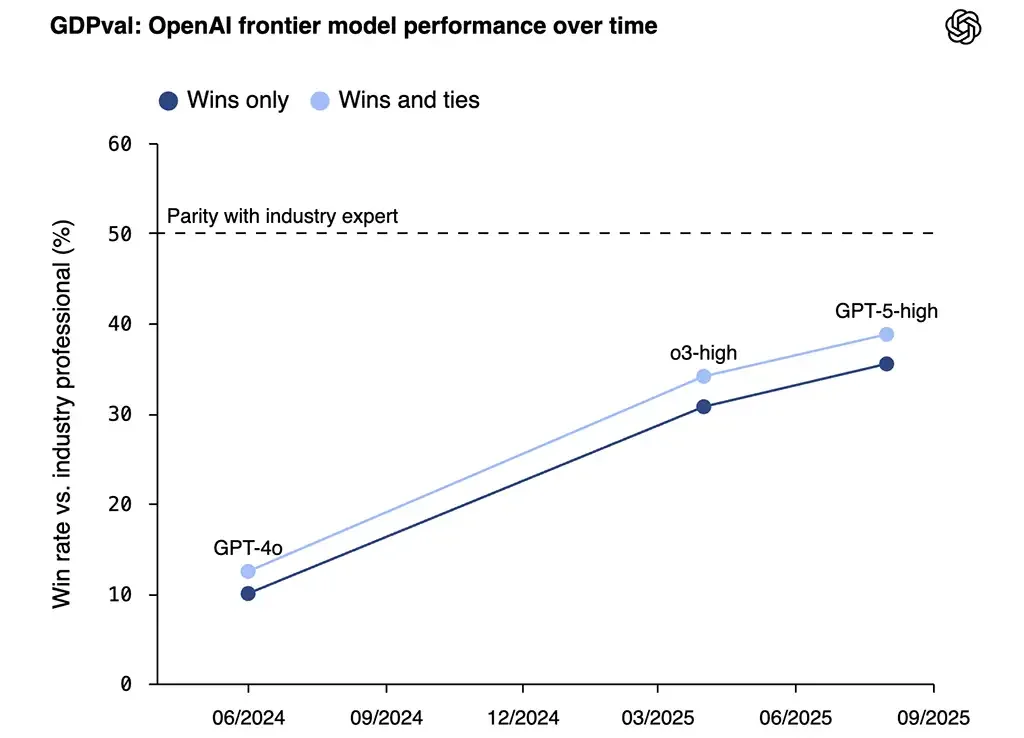 GDPval: OpenAI frontier model performance over time
Wins only
Wins and ties
Win rate vs. industry professional (%)
60
50
40
30
20
10
0
Parity with industry expert
GPT-4o
o3-high
GPT-5-high
06/2024
09/2024
12/2024
03/2025
06/2025
09/2025